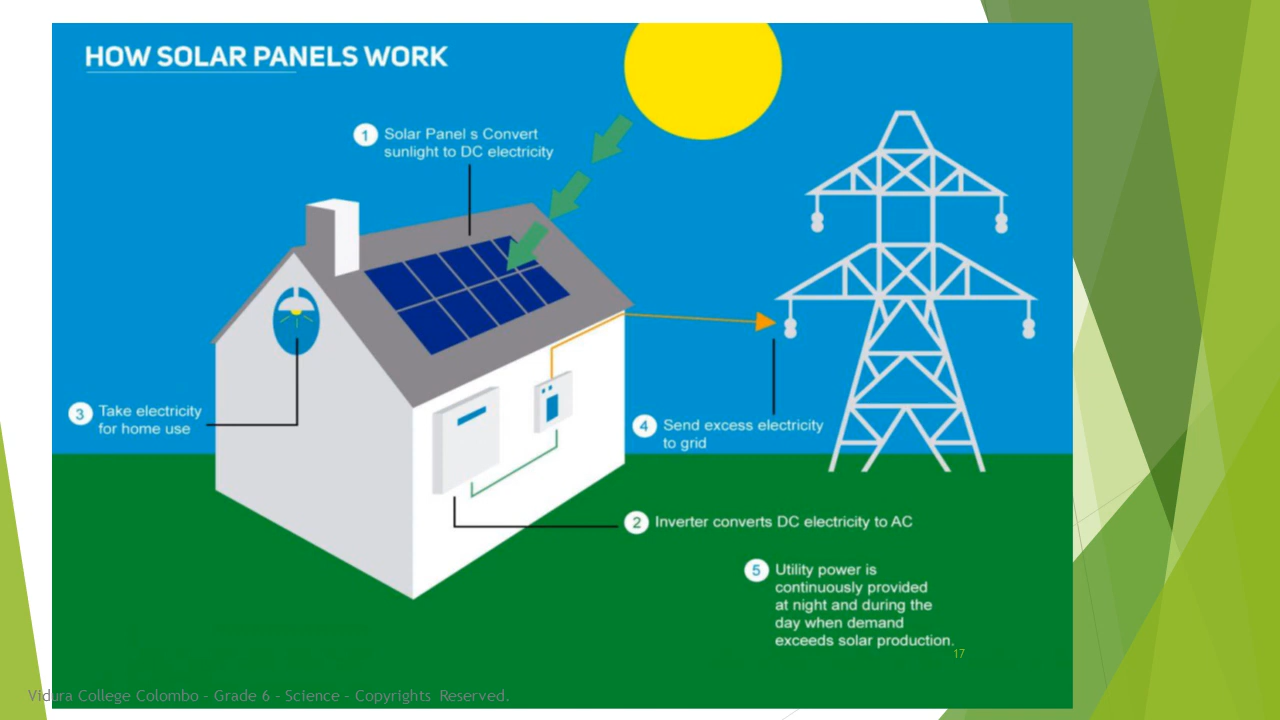 HOW SOLAR PANELS WORK
1 Solar Panel s Convert
sunlight to DC electricity
3 Take electricity
for home use
4 Send excess electricity
to grid
2 Inverter converts DC electricity to AC
5 Utility power is
continuously provided
at night and during the
day when demand
exceeds solar production.
17
Vidura College Colombo - Grade 6 - Science - Copyrights Reserved.